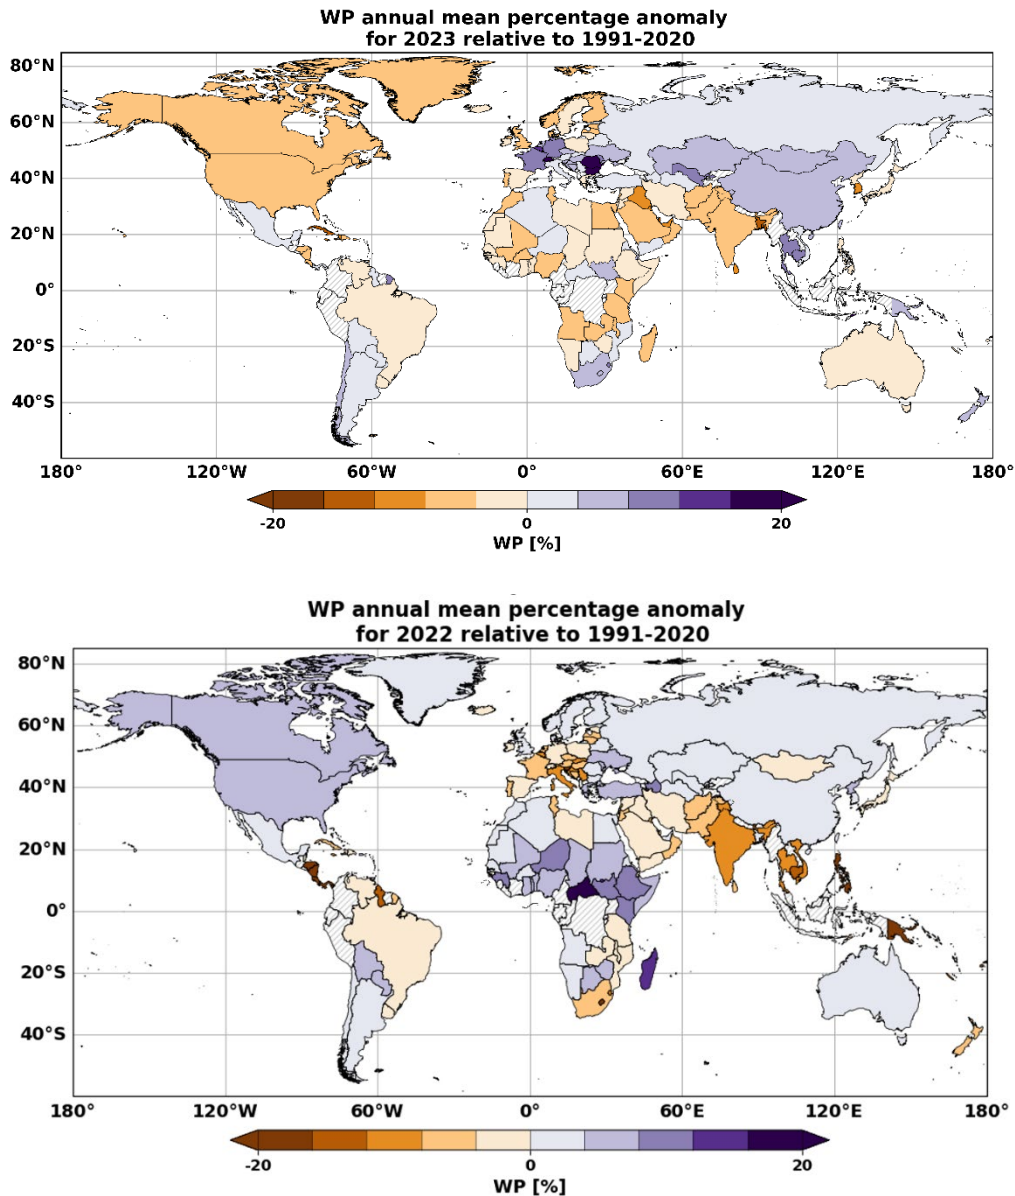 WP annual mean percentage anomaly
for 2023 relative to 1991-2020
80°N
60°N
40°N
20°N
0°
20°S
40°S
180° 120°W 60°W 0° 60°E 120°E 180°
-20 0 20
WP [%]
WP annual mean percentage anomaly
for 2022 relative to 1991-2020
80°N
60°N
40°N
20°N
0°
20°S
40°S
180° 120°W 60°W 0° 60°E 120°E 180°
-20 0 20
WP [%]